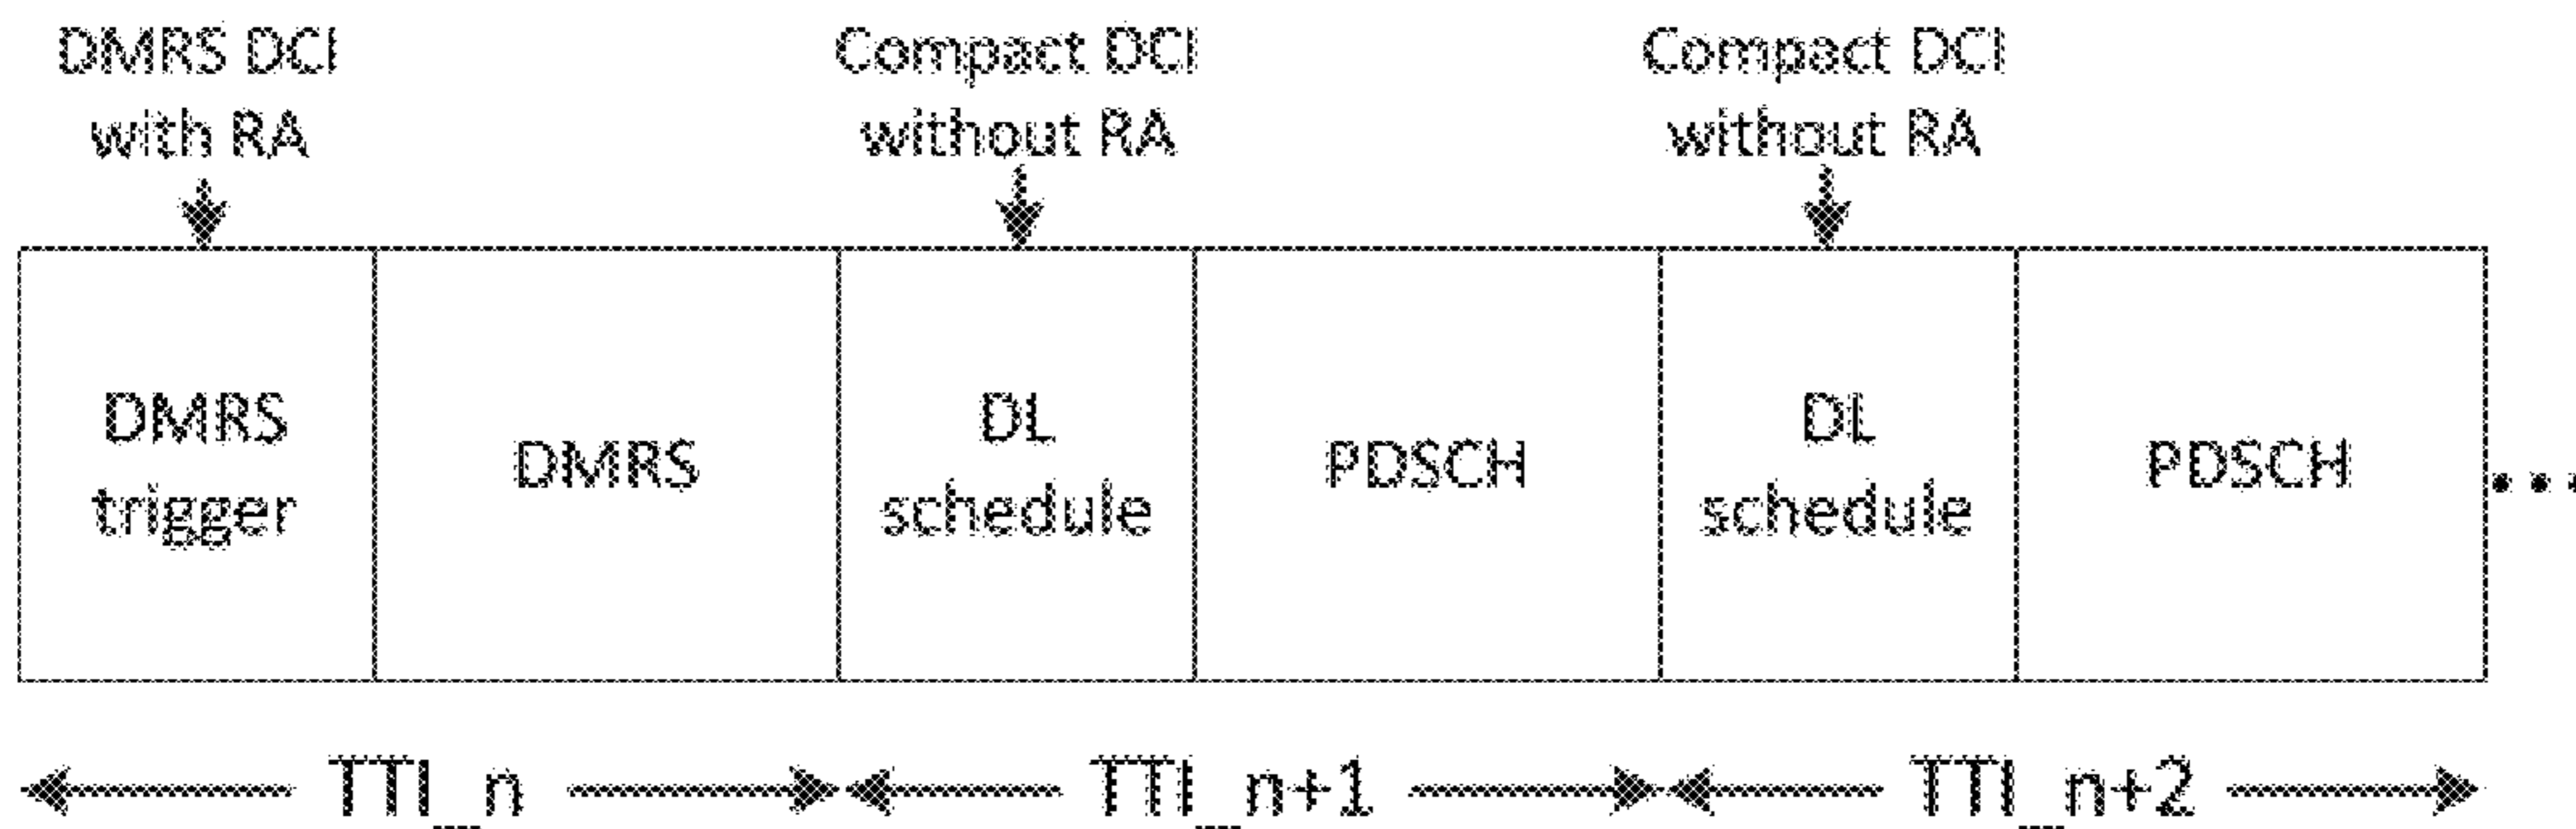 DMRS DCI
with RA
Compact DCI
without RA
Compact DCI
without RA
DMRS
trigger
DMRS
DL
schedule
PDSCH
DL
schedule
PDSCH
...
TTI_n
TTI_n+1
TTI_n+2